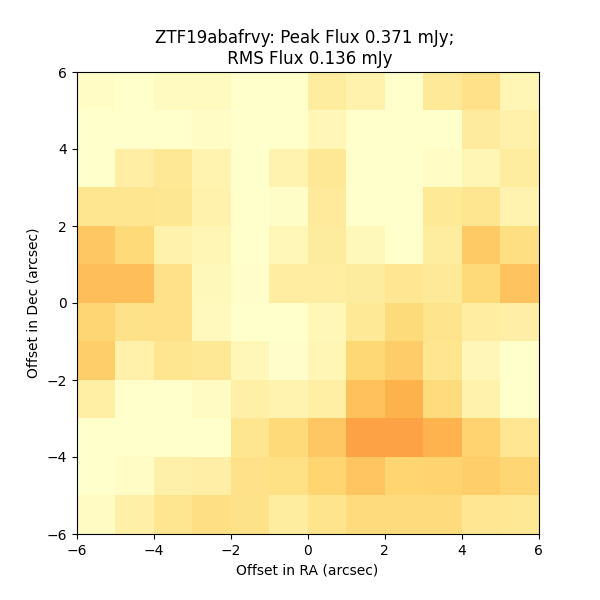 ZTF19abafrvy: Peak Flux 0.371 mJy;
RMS Flux 0.136 mJy
6
4
2
0
−2
−4
−6
Offset in Dec (arcsec)
−6 −4 −2 0 2 4 6
Offset in RA (arcsec)